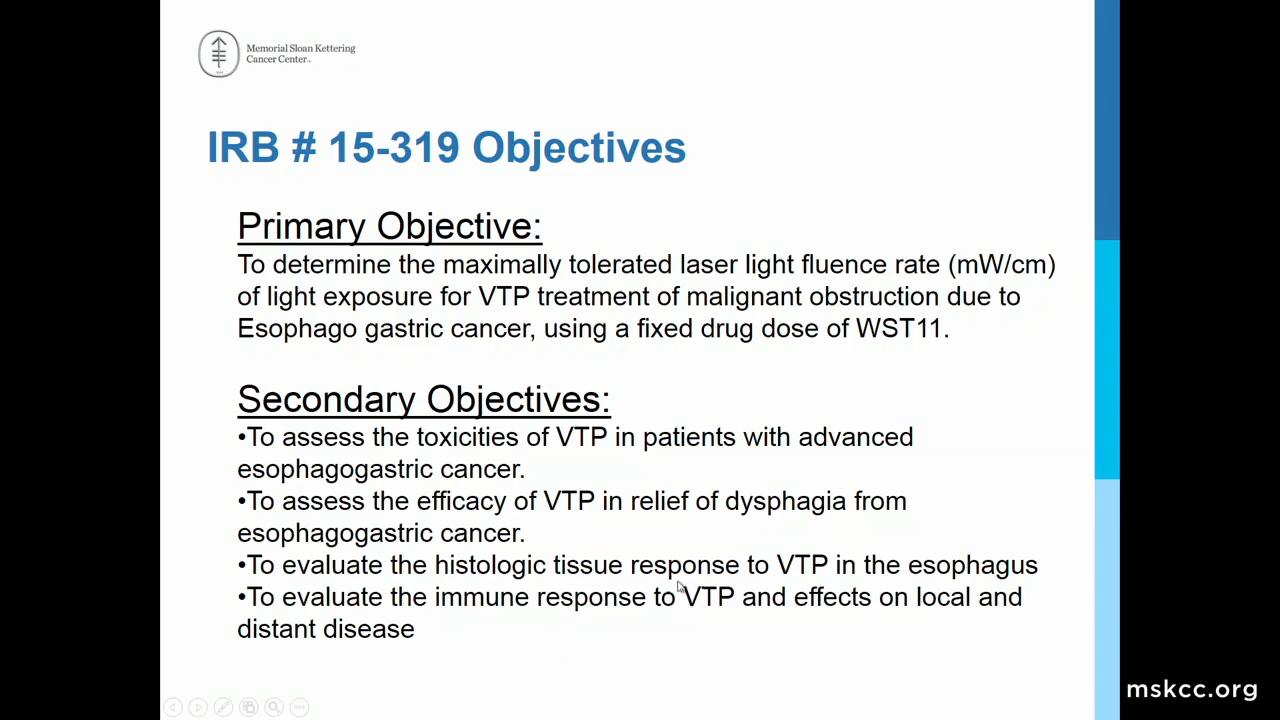 Memorial Sloan Kettering
Cancer Center™
IRB # 15-319 Objectives
Primary Objective:
To determine the maximally tolerated laser light fluence rate (mW/cm)
of light exposure for VTP treatment of malignant obstruction due to
Esophago gastric cancer, using a fixed drug dose of WST11.
Secondary Objectives:
•To assess the toxicities of VTP in patients with advanced
esophagogastric cancer.
•To assess the efficacy of VTP in relief of dysphagia from
esophagogastric cancer.
•To evaluate the histologic tissue response to VTP in the esophagus
•To evaluate the immune response to VTP and effects on local and
distant disease
mskcc.org